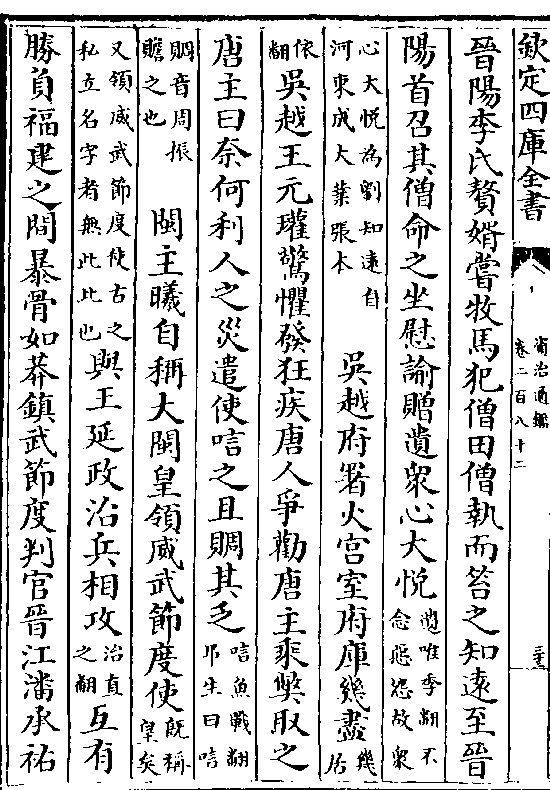 欽定四庫全書
資治通鑑
卷二百八十二
晉陽李氏贅婿嘗牧馬犯僧田僧執而笞之知遠至晉
陽首召其僧命之坐慰諭贈遺眾心大悅遺唯季翻不
念惡怨故眾
心大悅為劉知遠自
河東成大業張本
吳越府署火宮室府庫幾盡幾居
依翻
吳越王元瓘驚懼發狂疾唐人爭勸唐主乘弊取之
唐主曰奈何利人之災遣使唁之且賙其乏唁魚戰翻
弔生曰唁
賙音周振
贍之也
閩主曦自稱大閩皇領威武節度使既稱
皇矣
又領威武節度使古之
私立名字者無此比也
與王延政治兵相攻治直
之翻
互有
勝負福建之間暴骨如莽鎮武節度判官晉江潘承祐